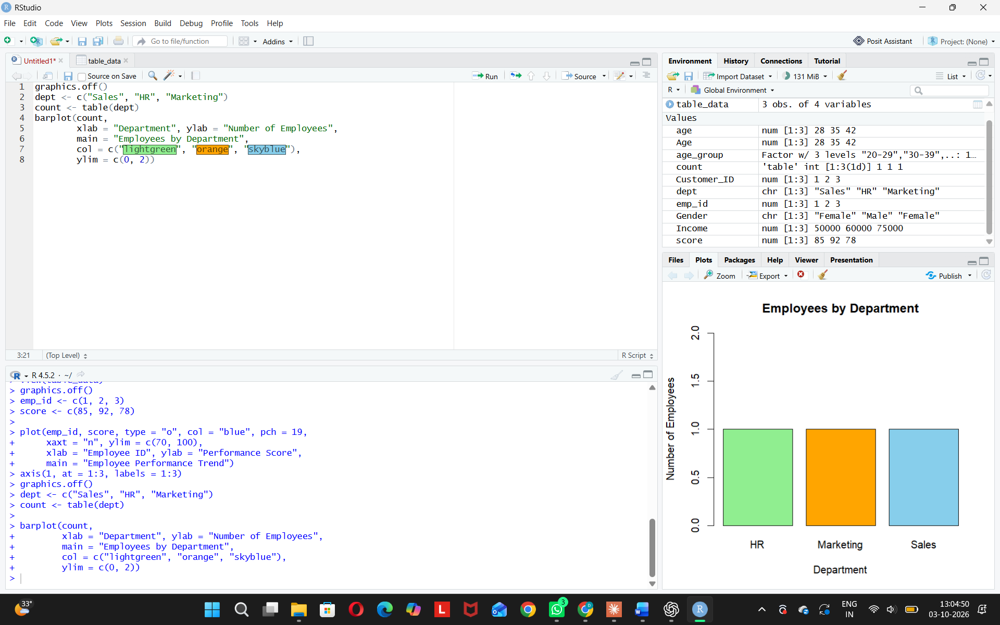 RStudio
File Edit Code View Plots Session Build Debug Profile Tools Help
Go to file/function Addins Posit Assistant Project: (None)
Untitled1* table_data
Source on Save Run Source
1 graphics.off()
2 dept <- c("Sales", "HR", "Marketing")
3 count <- table(dept)
4 barplot(count,
5         xlab = "Department", ylab = "Number of Employees",
6         main = "Employees by Department",
7         col = c("lightgreen", "orange", "skyblue"),
8         ylim = c(0, 2))
3:21 (Top Level) R Script
R 4.5.2 · ~/
> graphics.off()
> emp_id <- c(1, 2, 3)
> score <- c(85, 92, 78)
>
> plot(emp_id, score, type = "o", col = "blue", pch = 19,
+      xaxt = "n", ylim = c(70, 100),
+      xlab = "Employee ID", ylab = "Performance Score",
+      main = "Employee Performance Trend")
> axis(1, at = 1:3, labels = 1:3)
> graphics.off()
> dept <- c("Sales", "HR", "Marketing")
> count <- table(dept)
>
> barplot(count,
+         xlab = "Department", ylab = "Number of Employees",
+         main = "Employees by Department",
+         col = c("lightgreen", "orange", "skyblue"),
+         ylim = c(0, 2))
>
Environment History Connections Tutorial
Import Dataset 131 MiB List
R Global Environment
table_data 3 obs. of 4 variables
Values
age num [1:3] 28 35 42
Age num [1:3] 28 35 42
age_group Factor w/ 3 levels "20-29","30-39",..: 1…
count 'table' int [1:3(1d)] 1 1 1
Customer_ID num [1:3] 1 2 3
dept chr [1:3] "Sales" "HR" "Marketing"
emp_id num [1:3] 1 2 3
Gender chr [1:3] "Female" "Male" "Female"
Income num [1:3] 50000 60000 75000
score num [1:3] 85 92 78
Files Plots Packages Help Viewer Presentation
Zoom Export Publish
Employees by Department
Number of Employees
2.0
1.5
1.0
0.5
0.0
HR Marketing Sales
Department
33°
3
ENG
IN
13:04:50
03-10-2026